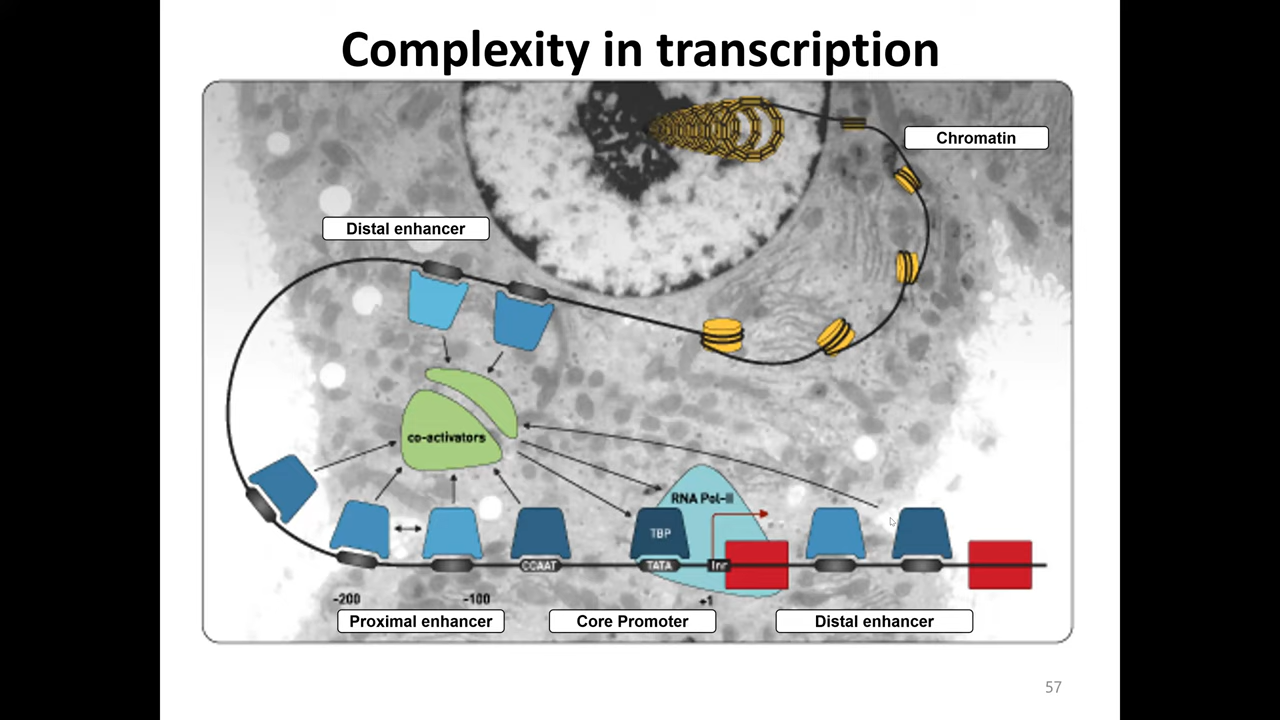 Complexity in transcription
Chromatin
Distal enhancer
co-activators
RNA Pol-II
TBP
CCAAT
TATA
Inr
-200
-100
+1
Proximal enhancer
Core Promoter
Distal enhancer
57